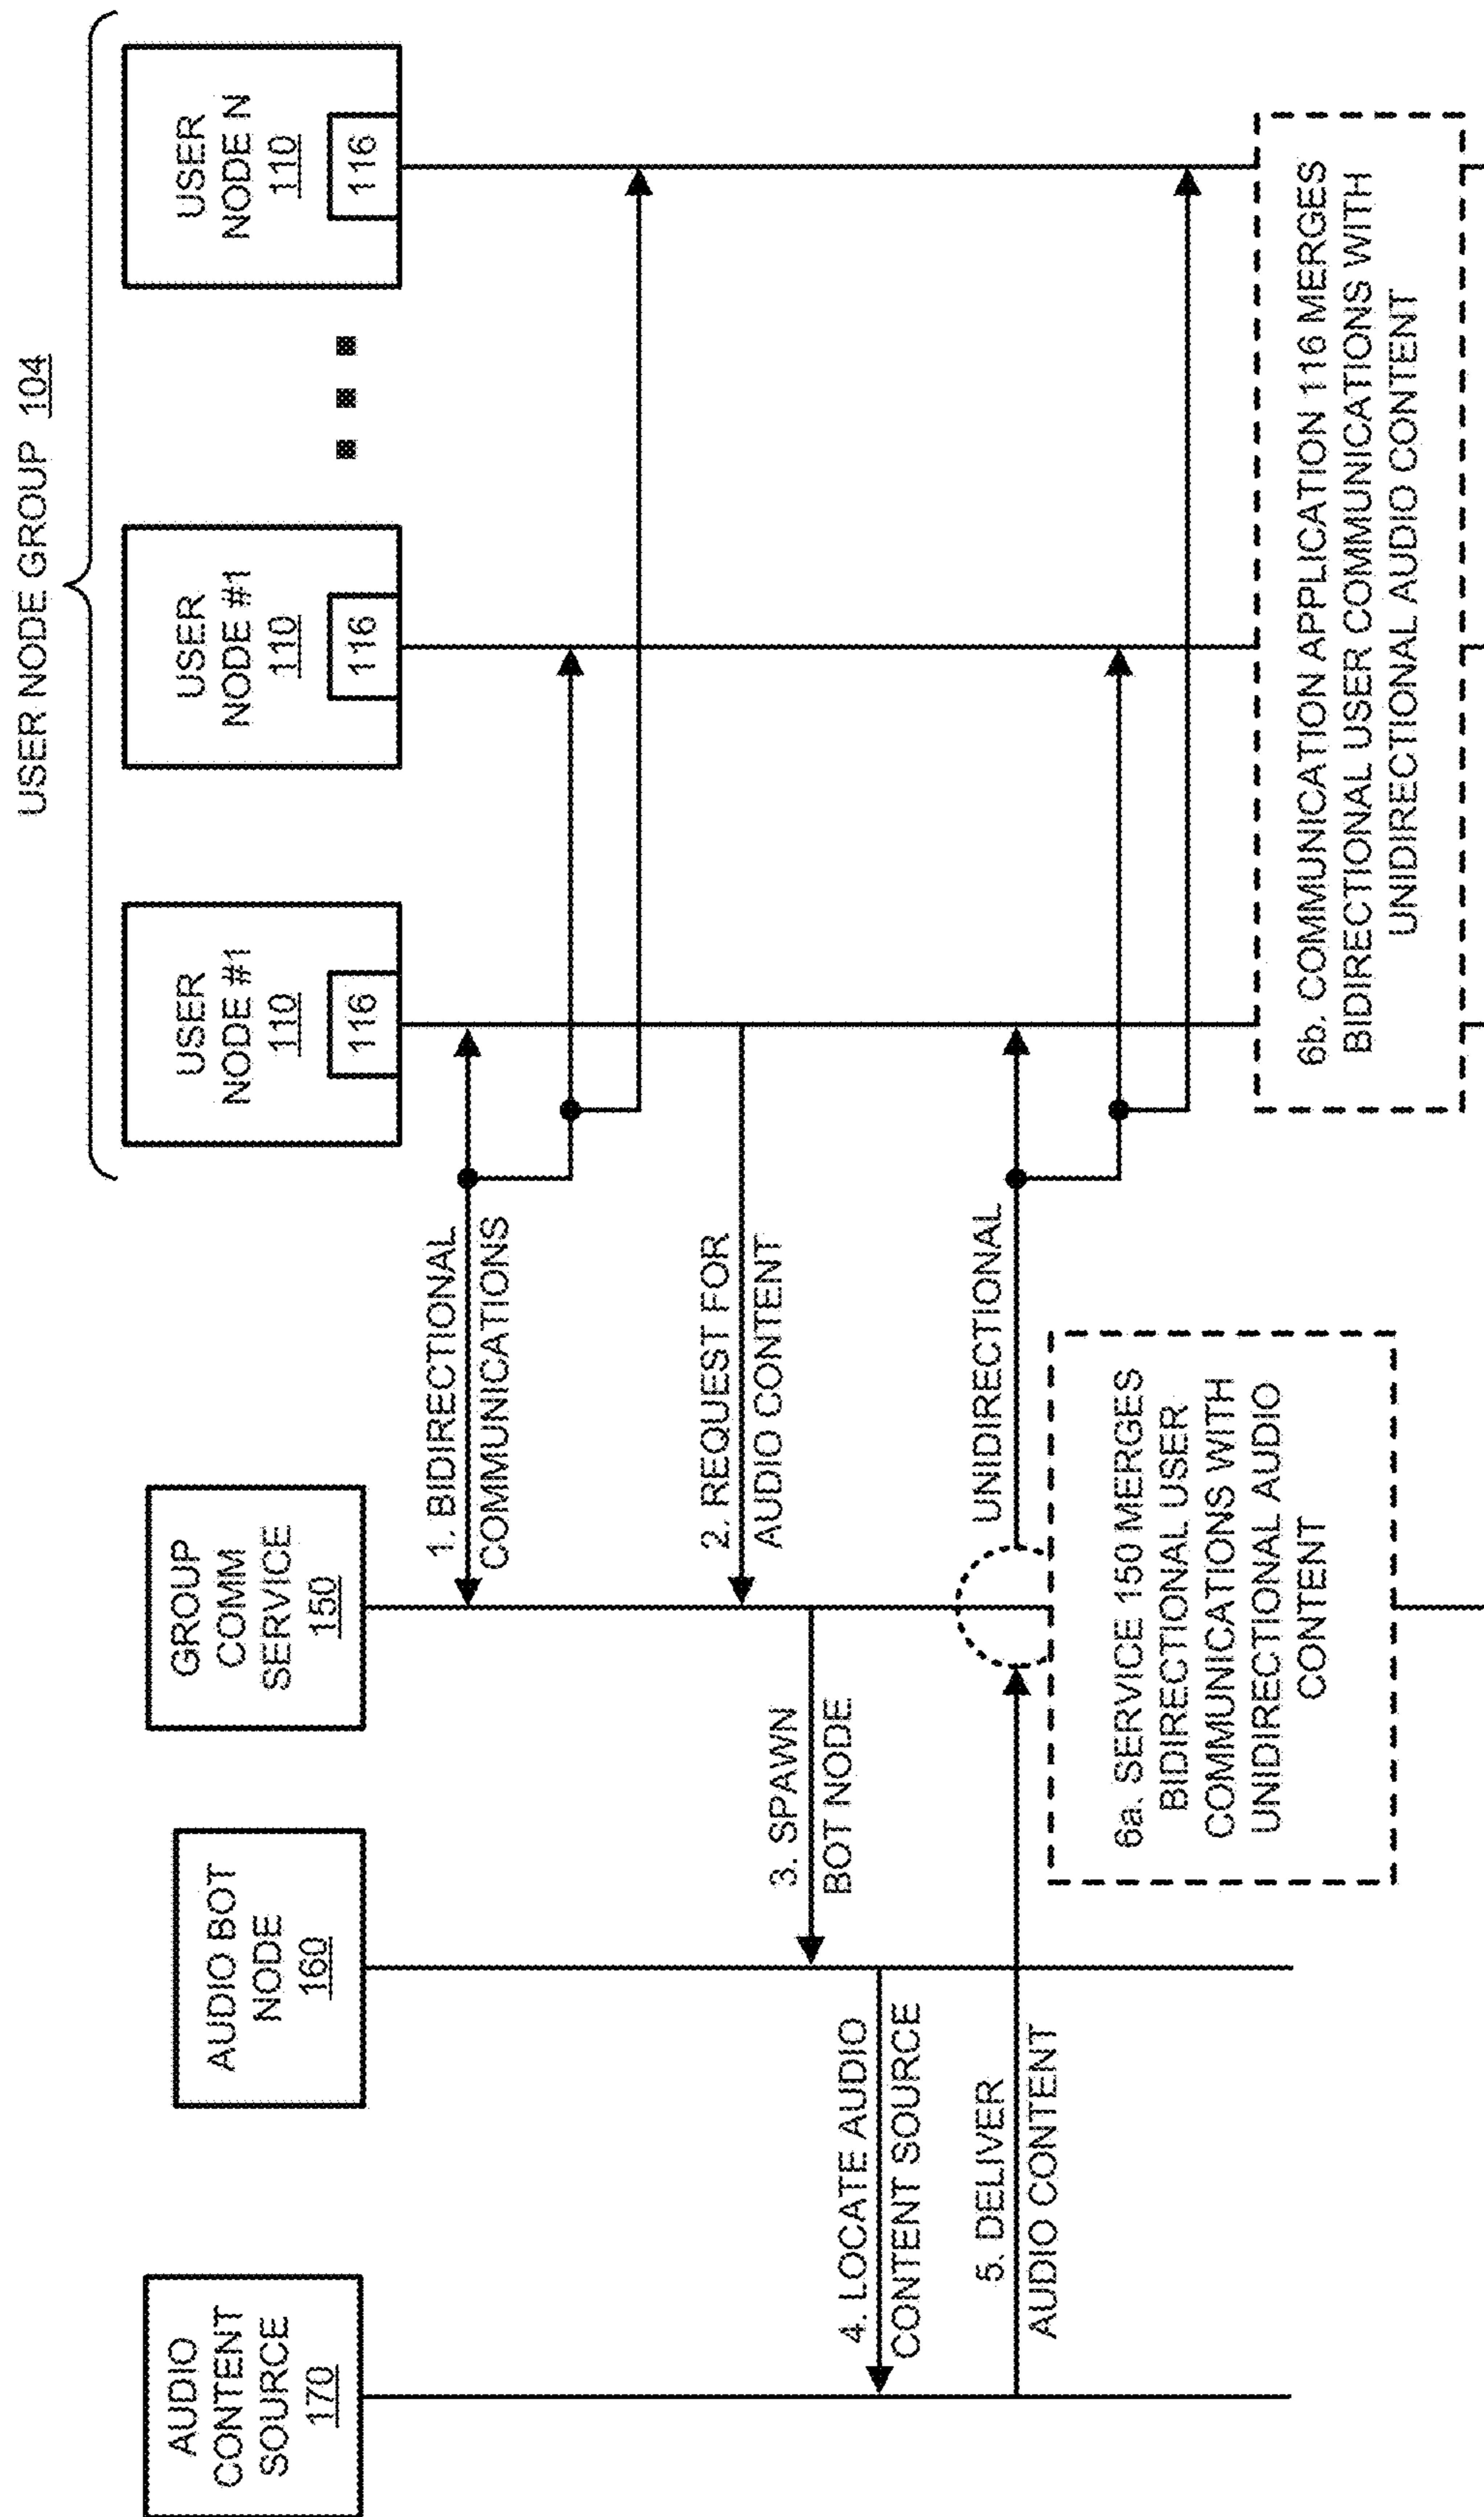 USER NODE GROUP 104
AUDIO
CONTENT
SOURCE
170
AUDIO BOT
NODE
160
GROUP
COMM
SERVICE
150
USER
NODE #1
110
116
USER
NODE #1
110
116
USER
NODE N
110
116
1. BIDIRECTIONAL
COMMUNICATIONS
2. REQUEST FOR
AUDIO CONTENT
3. SPAWN
BOT NODE
4. LOCATE AUDIO
CONTENT SOURCE
5. DELIVER
AUDIO CONTENT
UNIDIRECTIONAL
6a. SERVICE 150 MERGES
BIDIRECTIONAL USER
COMMUNICATIONS WITH
UNIDIRECTIONAL AUDIO
CONTENT
6b. COMMUNICATION APPLICATION 116 MERGES
BIDIRECTIONAL USER COMMUNICATIONS WITH
UNIDIRECTIONAL AUDIO CONTENT